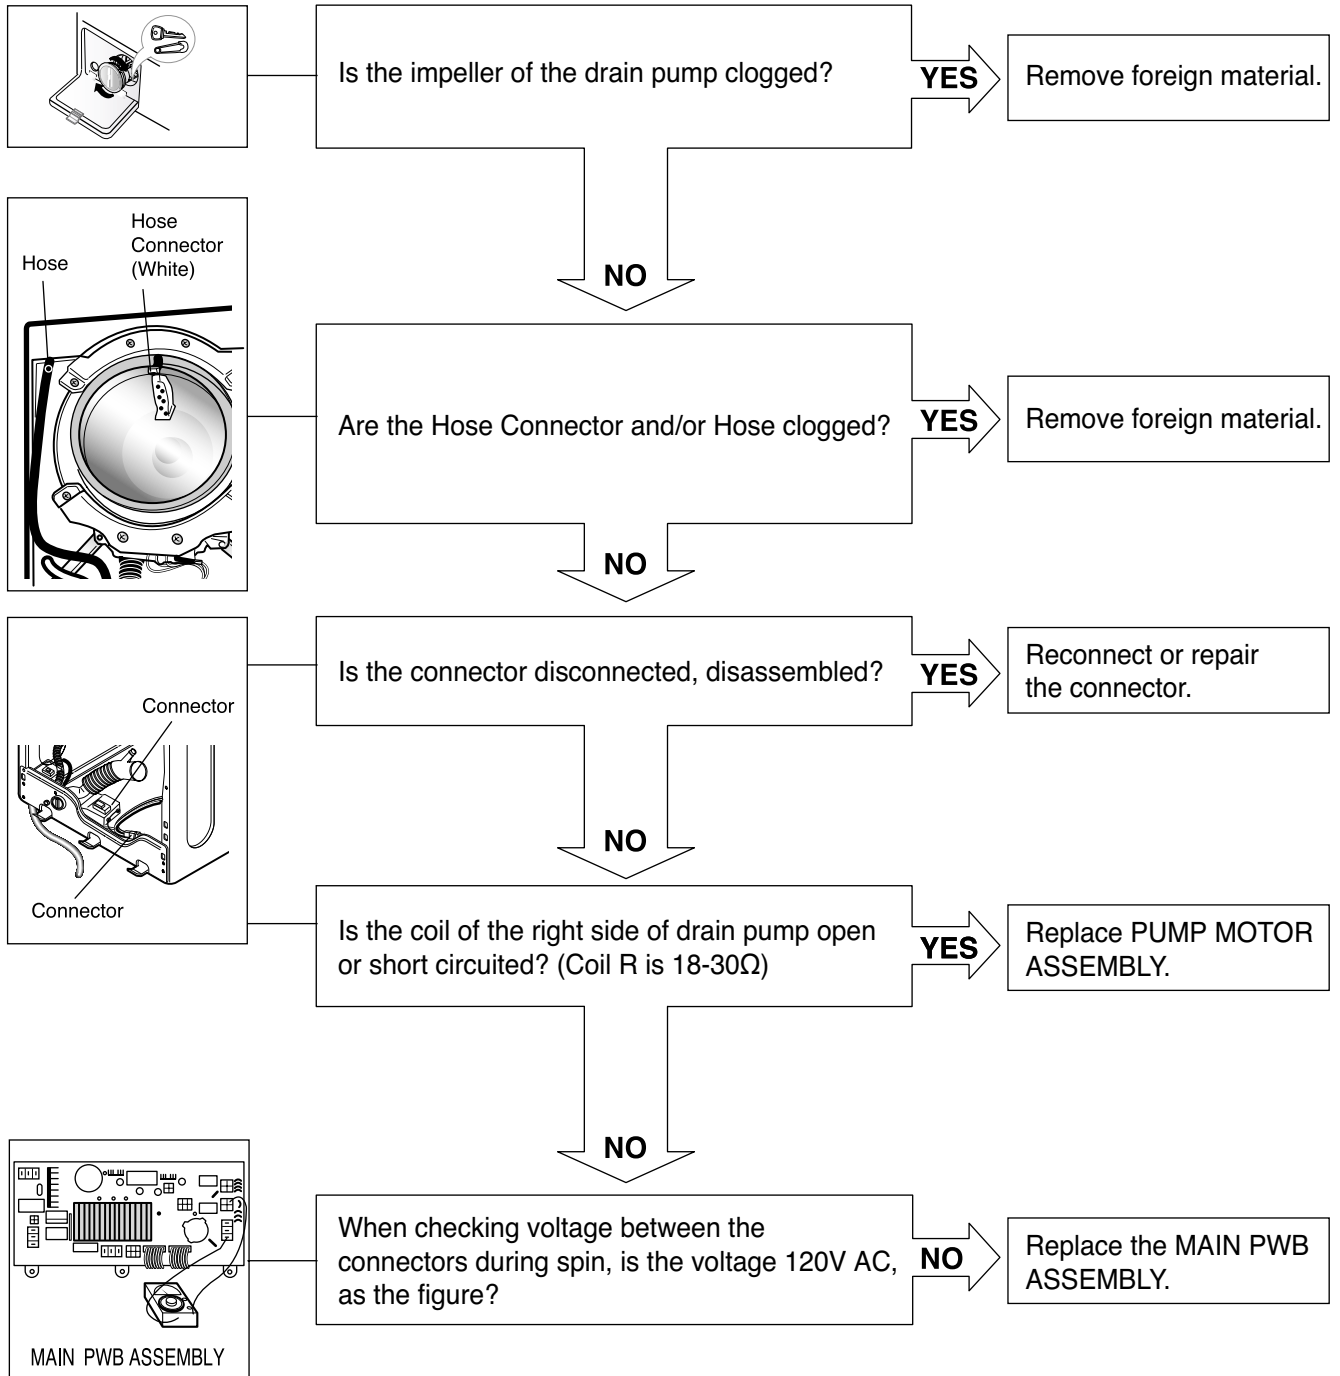 Is the impeller of the drain pump clogged?
YES
Remove foreign material.
NO
Hose
Hose
Connector
(White)
Are the Hose Connector and/or Hose clogged?
YES
Remove foreign material.
NO
Connector
Connector
Is the connector disconnected, disassembled?
YES
Reconnect or repair
the connector.
NO
Is the coil of the right side of drain pump open
or short circuited? (Coil R is 18-30Ω)
YES
Replace PUMP MOTOR
ASSEMBLY.
NO
MAIN PWB ASSEMBLY
When checking voltage between the
connectors during spin, is the voltage 120V AC,
as the figure?
NO
Replace the MAIN PWB
ASSEMBLY.